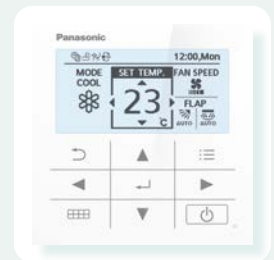 Panasonic
12:00,Mon
MODE
COOL
SET TEMP.
23
°C
FAN SPEED
FLAP
AUTO AUTO